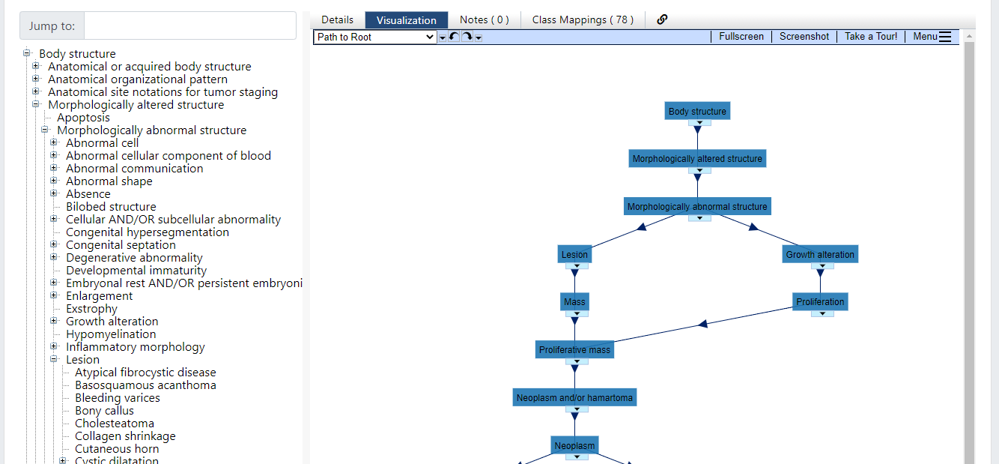 Jump to:
Body structure
Anatomical or acquired body structure
Anatomical organizational pattern
Anatomical site notations for tumor staging
Morphologically altered structure
Apoptosis
Morphologically abnormal structure
Abnormal cell
Abnormal cellular component of blood
Abnormal communication
Abnormal shape
Absence
Bilobed structure
Cellular AND/OR subcellular abnormality
Congenital hypersegmentation
Congenital septation
Degenerative abnormality
Developmental immaturity
Embryonal rest AND/OR persistent embryoni
Enlargement
Exstrophy
Growth alteration
Hypomyelination
Inflammatory morphology
Lesion
Atypical fibrocystic disease
Basosquamous acanthoma
Bleeding varices
Bony callus
Cholesteatoma
Collagen shrinkage
Cutaneous horn
Cystic dilatation
Details Visualization Notes ( 0 ) Class Mappings ( 78 )
Path to Root Fullscreen Screenshot Take a Tour! Menu
Body structure
Morphologically altered structure
Morphologically abnormal structure
Lesion Growth alteration
Mass Proliferation
Proliferative mass
Neoplasm and/or hamartoma
Neoplasm